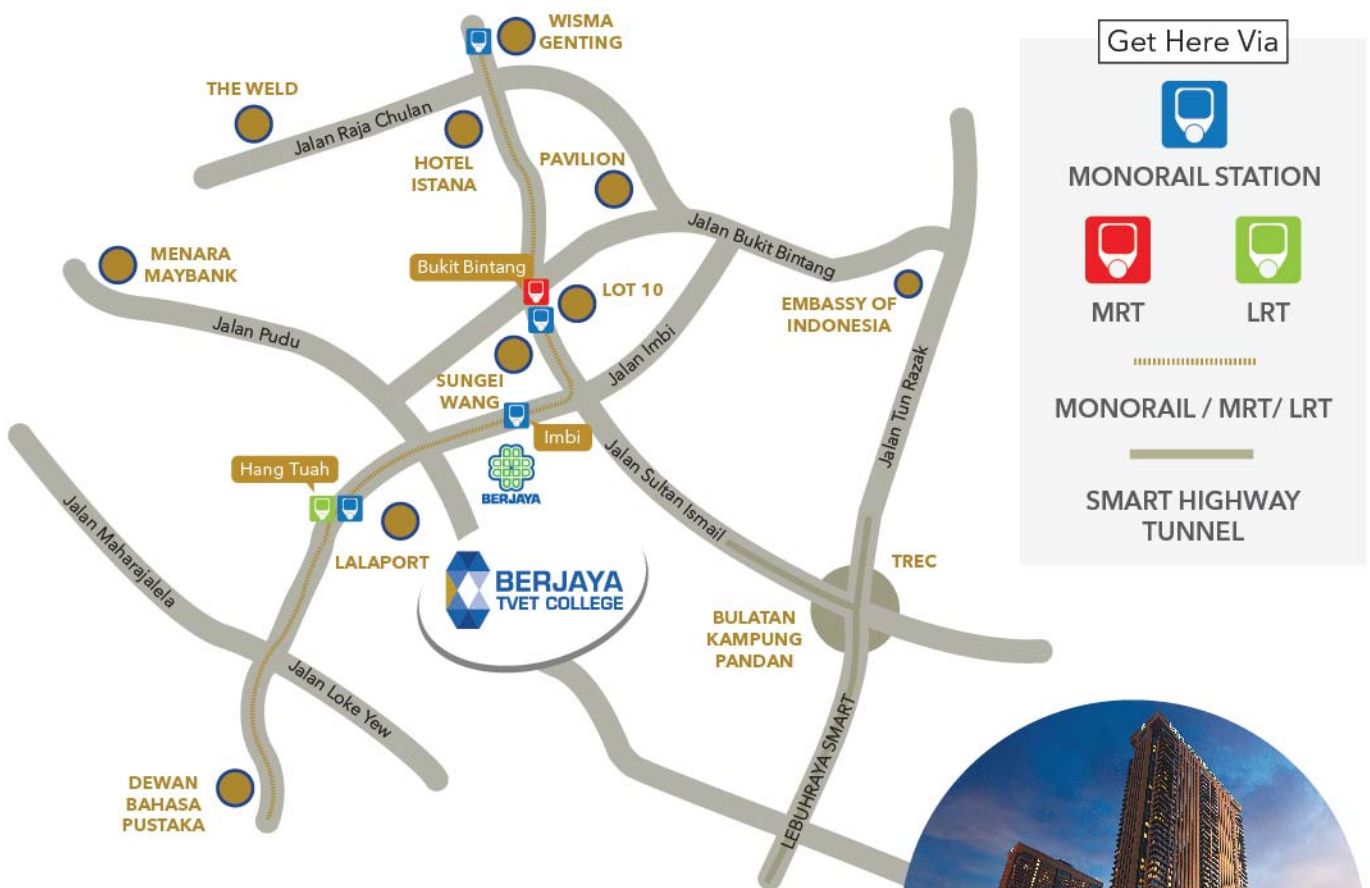 WISMA
GENTING
THE WELD
Jalan Raja Chulan
HOTEL
ISTANA
PAVILION
MENARA
MAYBANK
Jalan Bukit Bintang
Bukit Bintang
LOT 10
EMBASSY OF
INDONESIA
Jalan Pudu
Jalan Imbi
SUNGEI
WANG
Jalan Tun Razak
Imbi
Hang Tuah
BERJAYA
Jalan Sultan Ismail
Jalan Maharajalela
LALAPORT
BERJAYA
TVET COLLEGE
TREC
BULATAN
KAMPUNG
PANDAN
Jalan Loke Yew
LEBUHRAYA SMART
DEWAN
BAHASA
PUSTAKA
Get Here Via
MONORAIL STATION
MRT
LRT
MONORAIL / MRT/ LRT
SMART HIGHWAY
TUNNEL